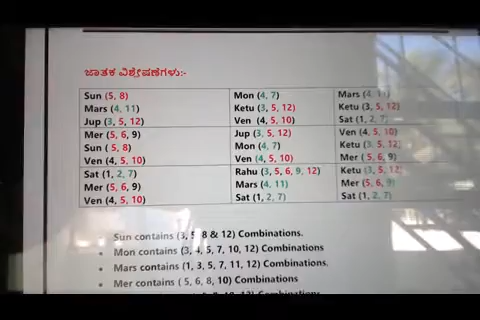 ಜಾತಕ ವಿಶ್ಲೇಷಣೆಗಳು:-
Sun (5, 8) Mon (4, 7) Mars (4, 11)
Mars (4, 11) Ketu (3, 5, 12) Ketu (3, 5, 12)
Jup (3, 5, 12) Ven (4, 5, 10) Sat (1, 2, 7)
Mer (5, 6, 9) Jup (3, 5, 12) Ven (4, 5, 10)
Sun ( 5, 8) Mon (4, 7) Ketu (3, 5, 12)
Ven (4, 5, 10) Ven (4, 5, 10) Mer ( 5, 6, 9)
Sat (1, 2, 7) Rahu (3, 5, 6, 9, 12) Ketu (3, 5, 12)
Mer (5, 6, 9) Mars (4, 11) Mer (5, 6, 9)
Ven (4, 5, 10) Sat (1, 2, 7) Sat (1, 2, 7)
Sun contains (3, 5, 8 & 12) Combinations.
• Mon contains (3, 4, 5, 7, 10, 12) Combinations
• Mars contains (1, 3, 5, 7, 11, 12) Combinations.
• Mer contains ( 5, 6, 8, 10) Combinations